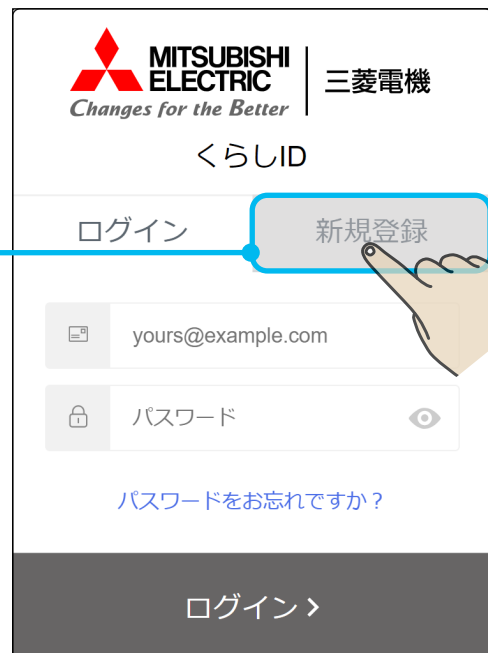 MITSUBISHI
ELECTRIC
Changes for the Better
三菱電機
くらしID
ログイン
新規登録
yours@example.com
パスワード
パスワードをお忘れですか？
ログイン